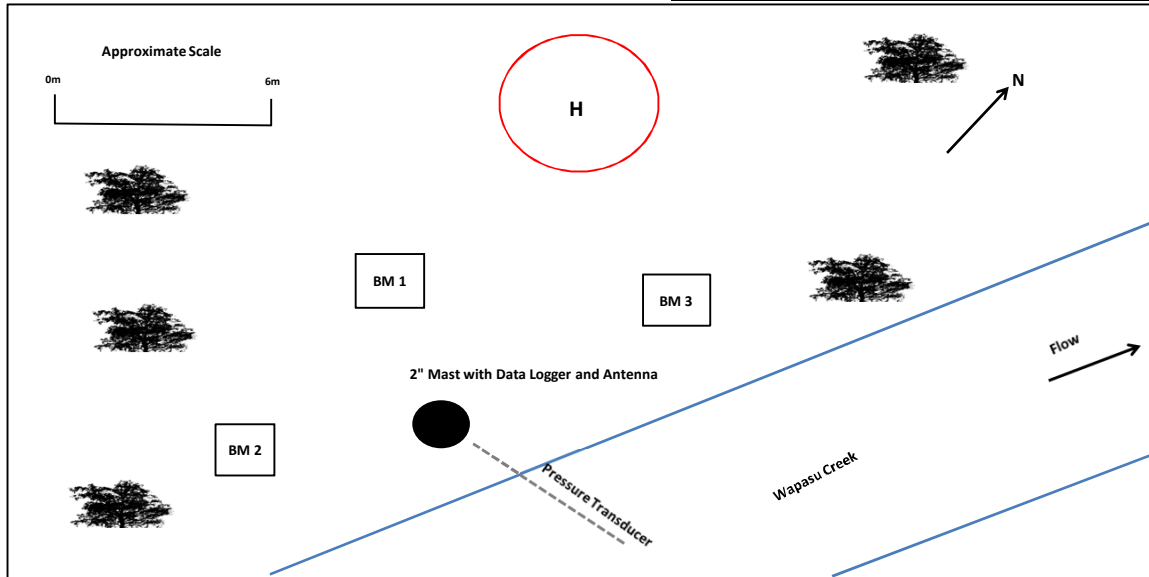 Approximate Scale
0m
6m
H
N
BM 1
BM 3
Flow
2" Mast with Data Logger and Antenna
BM 2
Pressure Transducer
Wapasu Creek